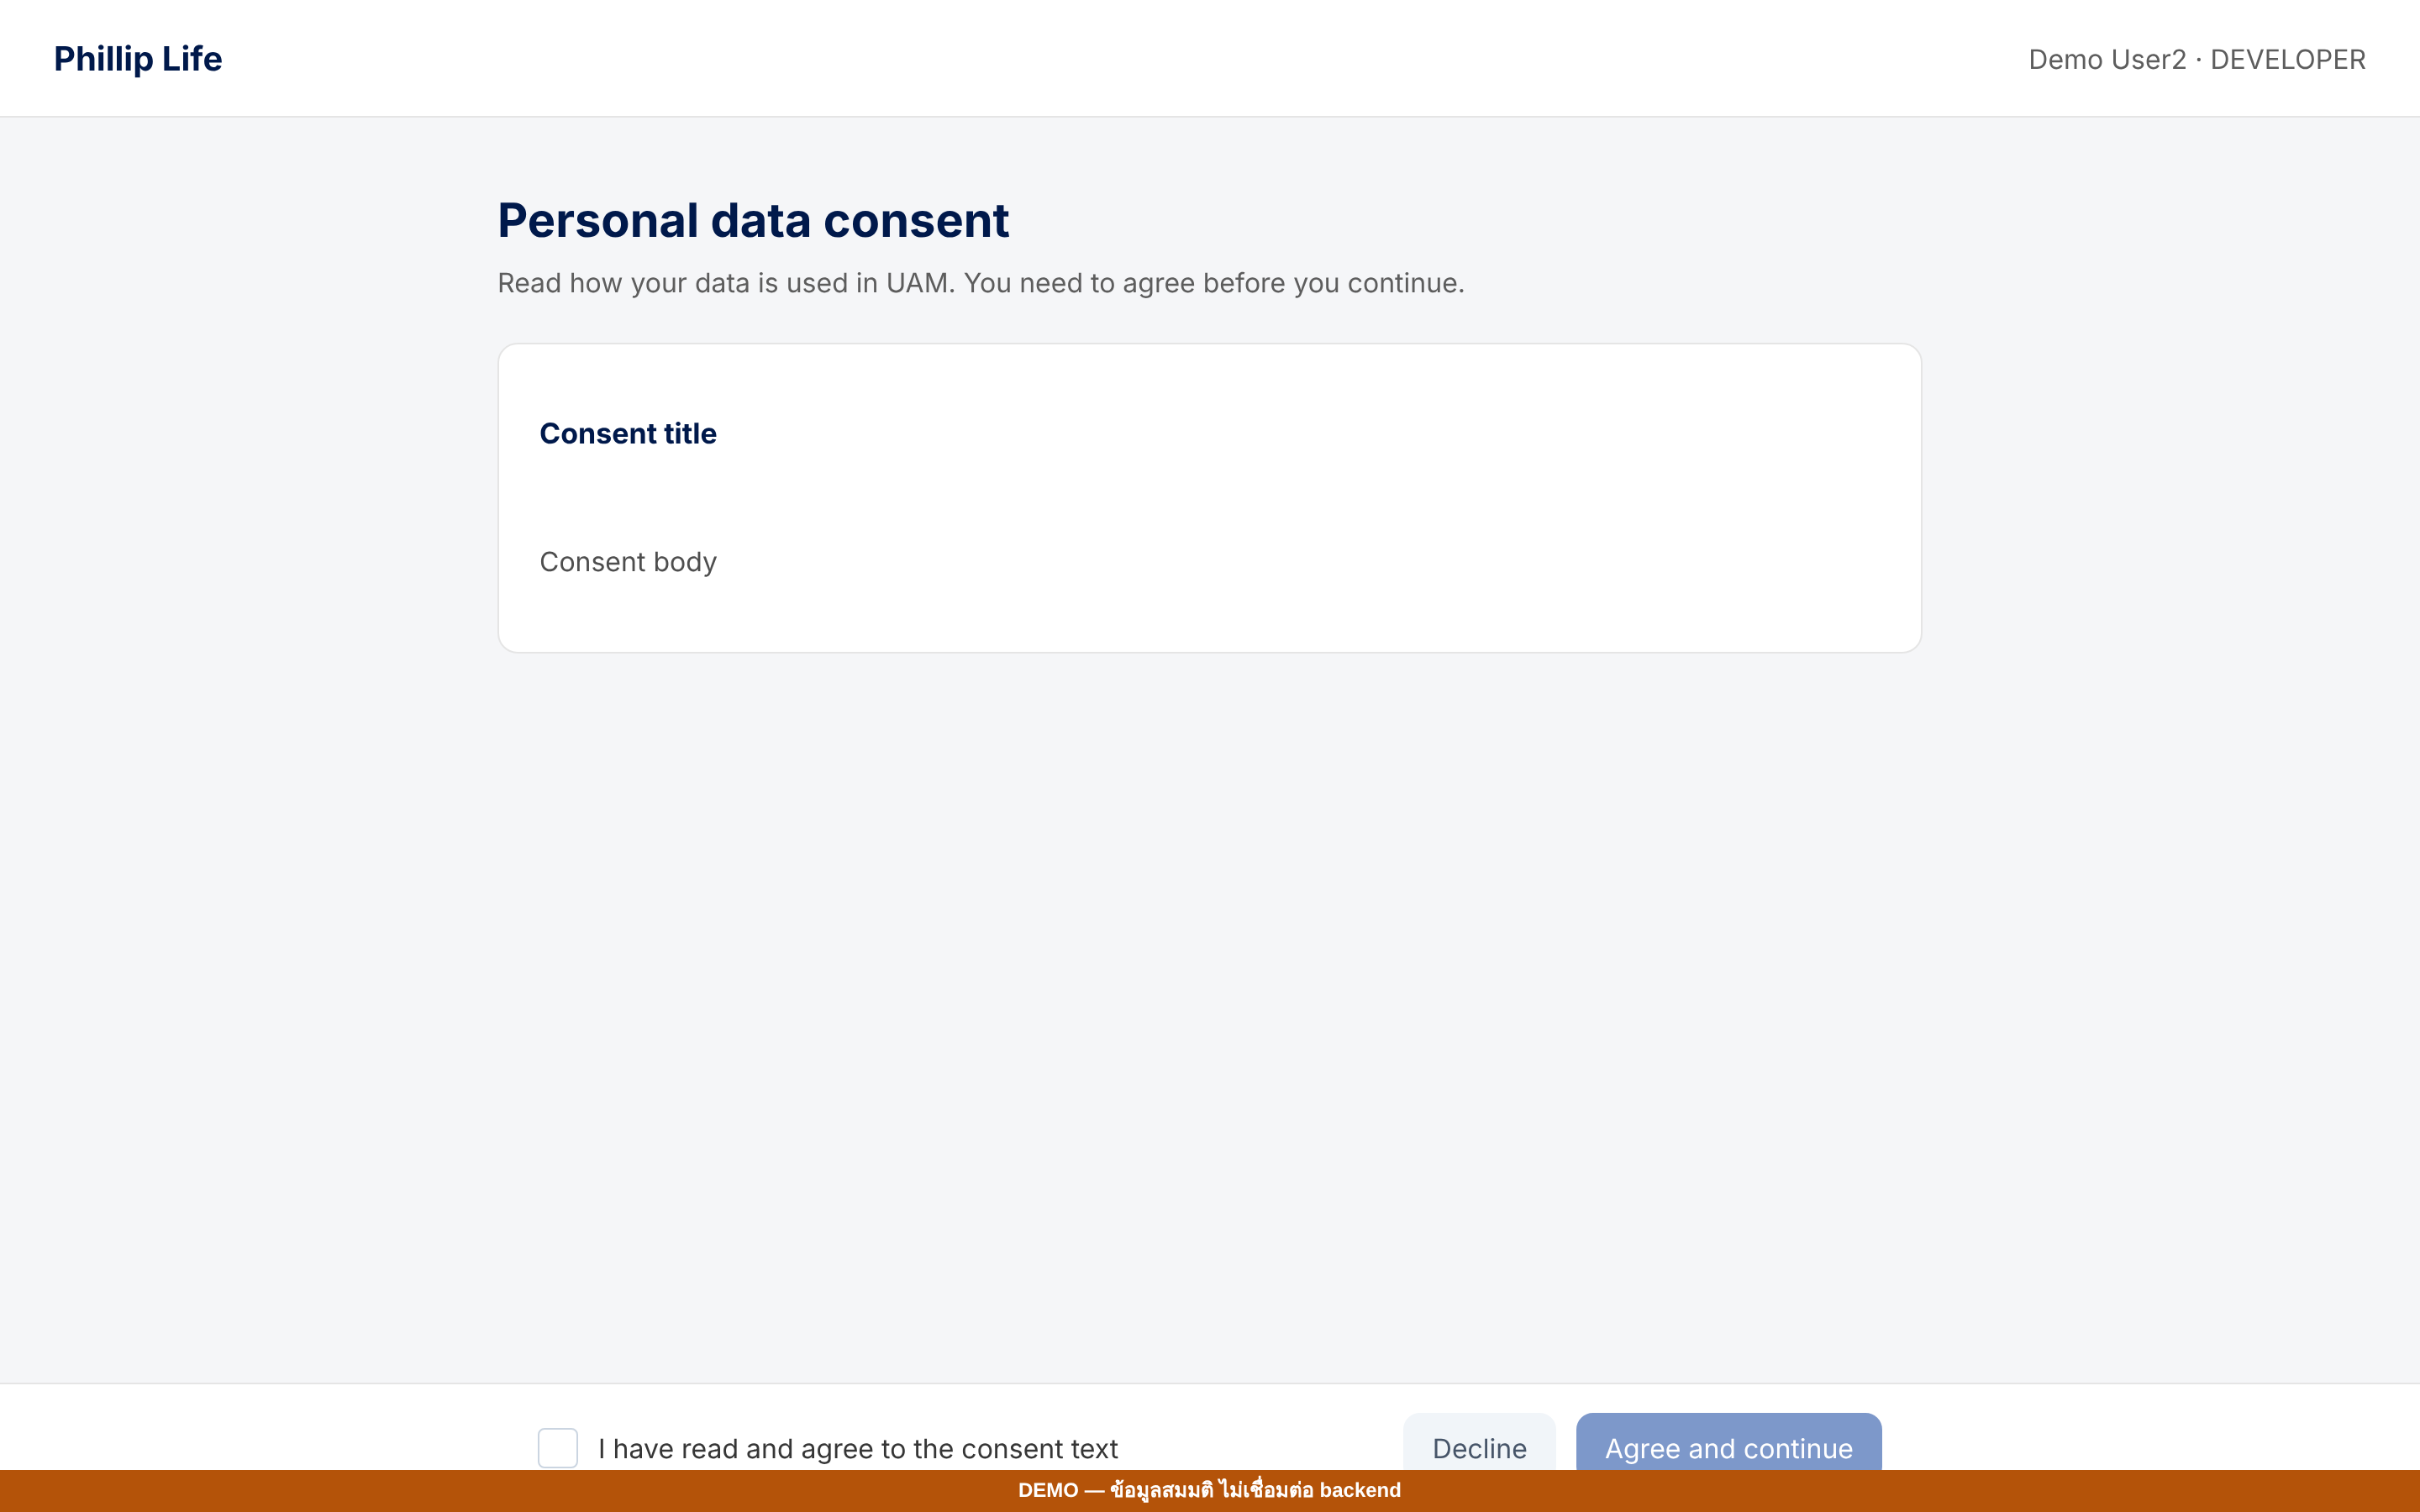 Phillip Life
Demo User2 · DEVELOPER
Personal data consent
Read how your data is used in UAM. You need to agree before you continue.
Consent title
Consent body
I have read and agree to the consent text
Decline
Agree and continue
DEMO — ข้อมูลสมมติ ไม่เชื่อมต่อ backend